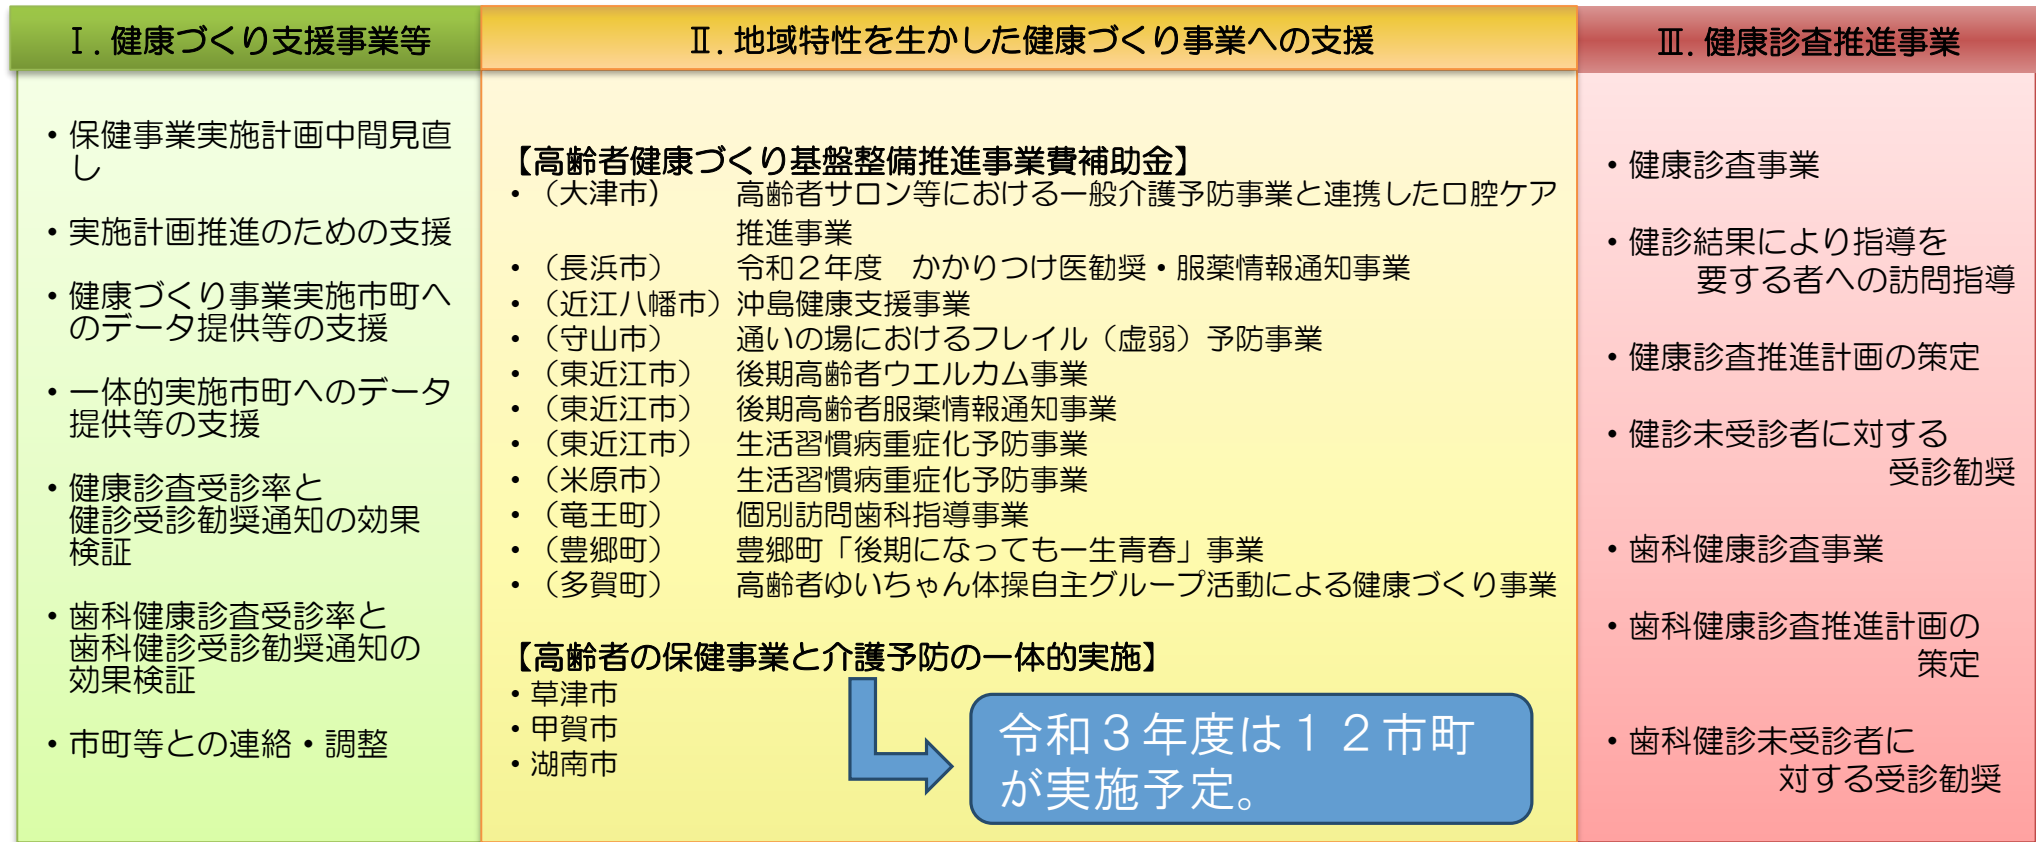 Ⅰ. 健康づくり支援事業等
・保健事業実施計画中間見直
し
・実施計画推進のための支援
・健康づくり事業実施市町へ
のデータ提供等の支援
・一体的実施市町へのデータ
提供等の支援
・健康診査受診率と
健診受診勧奨通知の効果
検証
・歯科健康診査受診率と
歯科健診受診勧奨通知の
効果検証
・市町等との連絡・調整
Ⅱ. 地域特性を生かした健康づくり事業への支援
【高齢者健康づくり基盤整備推進事業費補助金】
・（大津市）　高齢者サロン等における一般介護予防事業と連携した口腔ケア
推進事業
・（長浜市）　令和２年度　かかりつけ医勧奨・服薬情報通知事業
・（近江八幡市）沖島健康支援事業
・（守山市）　通いの場におけるフレイル（虚弱）予防事業
・（東近江市）　後期高齢者ウエルカム事業
・（東近江市）　後期高齢者服薬情報通知事業
・（東近江市）　生活習慣病重症化予防事業
・（米原市）　生活習慣病重症化予防事業
・（竜王町）　個別訪問歯科指導事業
・（豊郷町）　豊郷町「後期になっても一生青春」事業
・（多賀町）　高齢者ゆいちゃん体操自主グループ活動による健康づくり事業
【高齢者の保健事業と介護予防の一体的実施】
・草津市
・甲賀市
・湖南市
令和３年度は１２市町
が実施予定。
Ⅲ. 健康診査推進事業
・健康診査事業
・健診結果により指導を
要する者への訪問指導
・健康診査推進計画の策定
・健診未受診者に対する
受診勧奨
・歯科健康診査事業
・歯科健康診査推進計画の
策定
・歯科健診未受診者に
対する受診勧奨